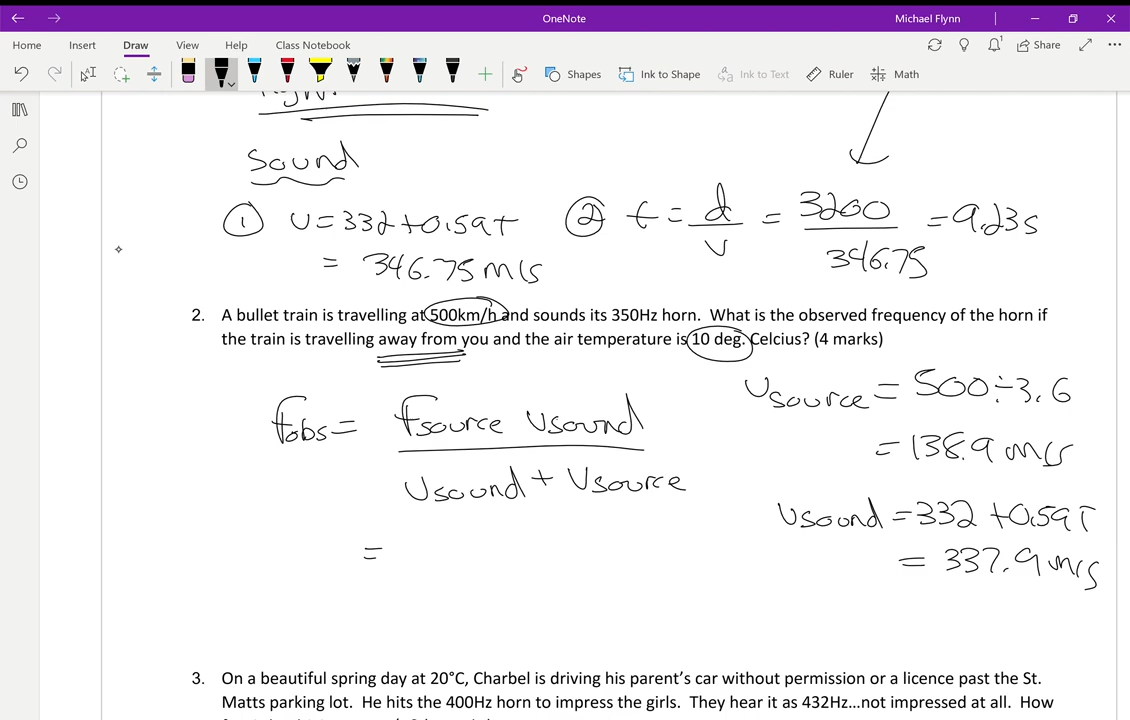 OneNote
Michael Flynn
Home Insert Draw View Help Class Notebook
Share
Shapes Ink to Shape Ink to Text Ruler Math
Sound
① v=332+0.59T ② t = d/v = 3200/346.75 = 9.23s
= 346.75 m/s
2. A bullet train is travelling at 500km/h and sounds its 350Hz horn. What is the observed frequency of the horn if
the train is travelling away from you and the air temperature is 10 deg. Celcius? (4 marks)
fobs = fsource vsound / vsound + vsource
vsource = 500÷3.6
= 138.9 m/s
vsound = 332 +0.59T
= 337.9 m/s
=
3. On a beautiful spring day at 20°C, Charbel is driving his parent's car without permission or a licence past the St.
Matts parking lot. He hits the 400Hz horn to impress the girls. They hear it as 432Hz…not impressed at all. How